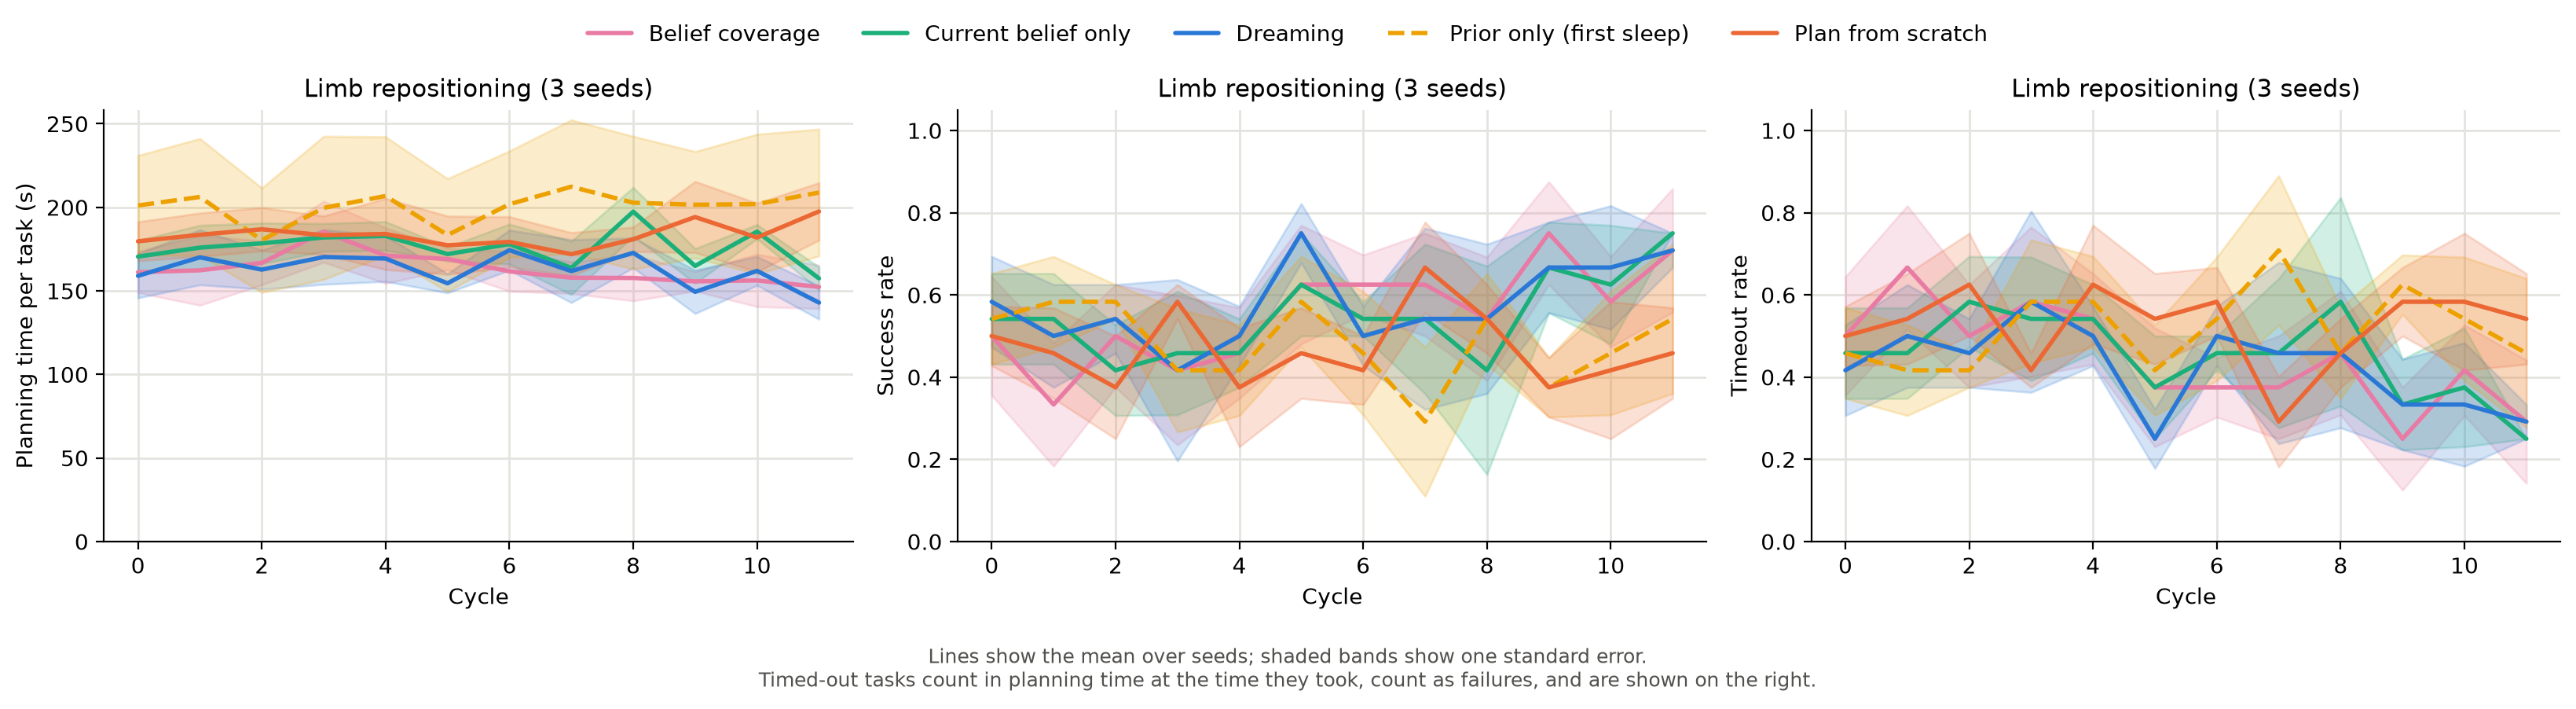 Belief coverage
Current belief only
Dreaming
Prior only (first sleep)
Plan from scratch
Limb repositioning (3 seeds)
Planning time per task (s)
250
200
150
100
50
0
0 2 4 6 8 10
Cycle
Limb repositioning (3 seeds)
Success rate
1.0
0.8
0.6
0.4
0.2
0.0
0 2 4 6 8 10
Cycle
Limb repositioning (3 seeds)
Timeout rate
1.0
0.8
0.6
0.4
0.2
0.0
0 2 4 6 8 10
Cycle
Lines show the mean over seeds; shaded bands show one standard error.
Timed-out tasks count in planning time at the time they took, count as failures, and are shown on the right.